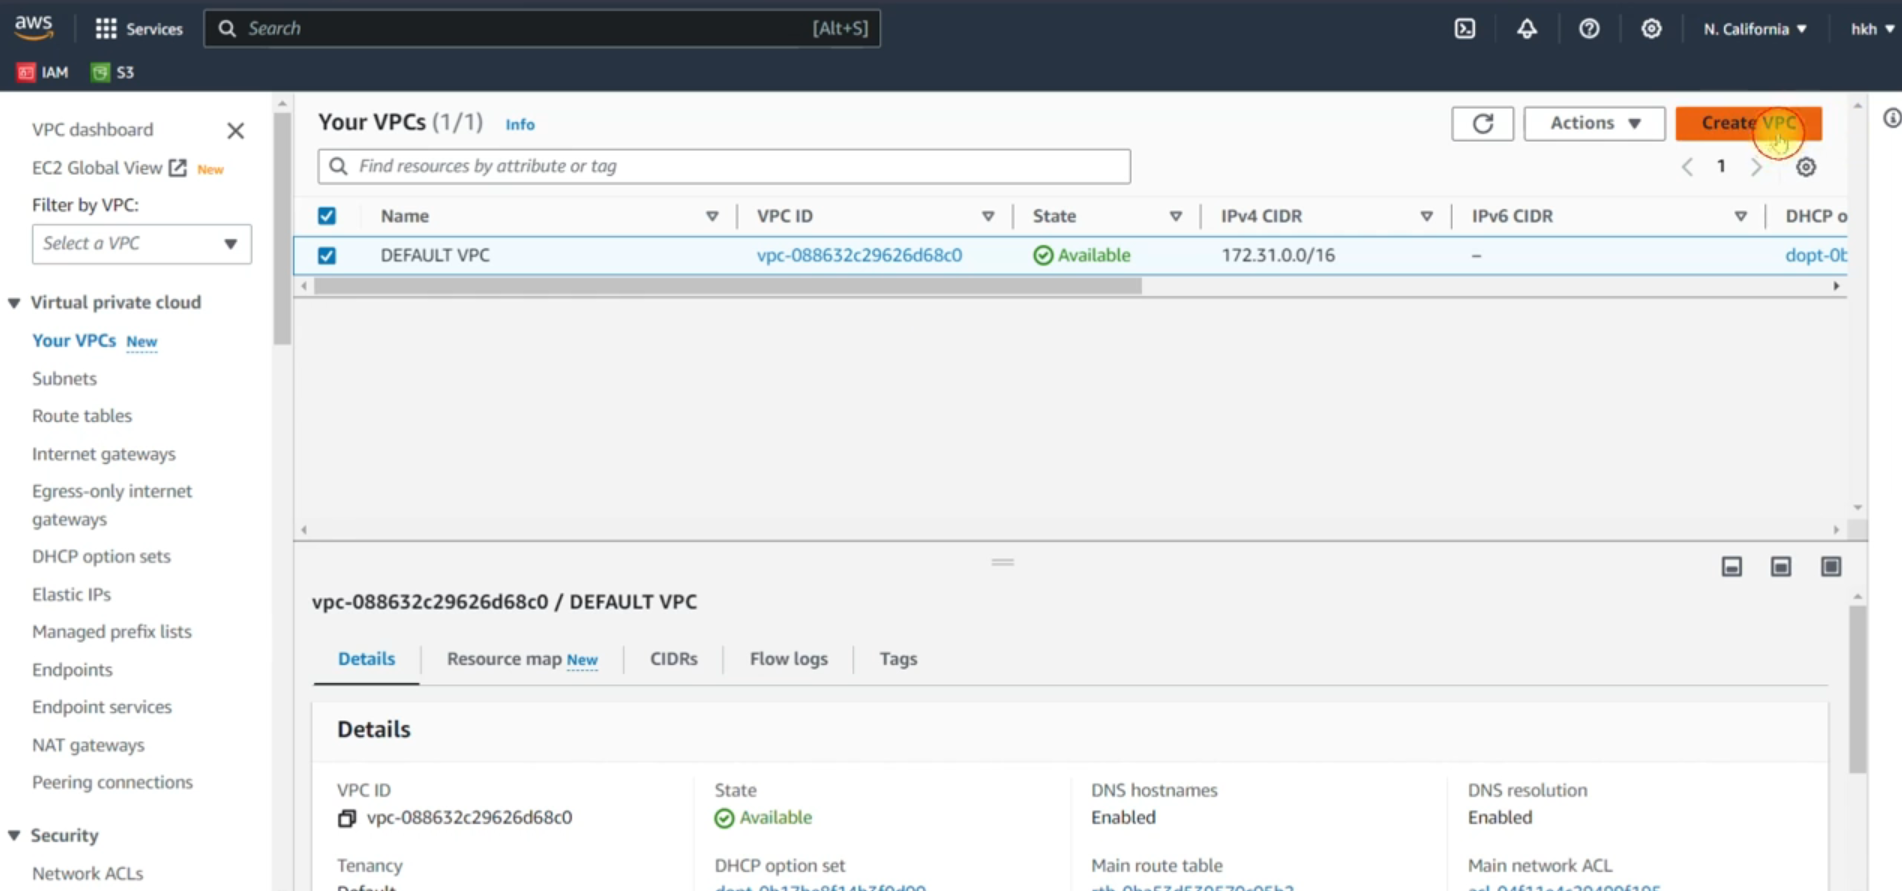 aws
Services
Search
[Alt+S]
N. California
hkh
IAM
S3
VPC dashboard
EC2 Global View New
Filter by VPC:
Select a VPC
Virtual private cloud
Your VPCs New
Subnets
Route tables
Internet gateways
Egress-only internet
gateways
DHCP option sets
Elastic IPs
Managed prefix lists
Endpoints
Endpoint services
NAT gateways
Peering connections
Security
Network ACLs
Your VPCs (1/1) Info
Actions
Create VPC
Find resources by attribute or tag
1
Name VPC ID State IPv4 CIDR IPv6 CIDR DHCP o
DEFAULT VPC vpc-088632c29626d68c0 Available 172.31.0.0/16 – dopt-0b
vpc-088632c29626d68c0 / DEFAULT VPC
Details Resource map New CIDRs Flow logs Tags
Details
VPC ID State DNS hostnames DNS resolution
vpc-088632c29626d68c0 Available Enabled Enabled
Tenancy DHCP option set Main route table Main network ACL
Default